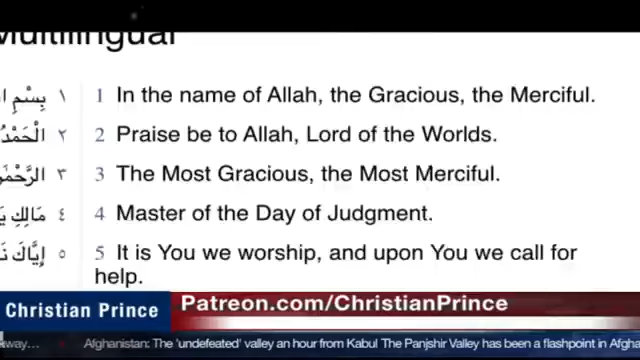 Multilingual
١ بِسْمِ
1 In the name of Allah, the Gracious, the Merciful.
٢ الْحَمْدُ
2 Praise be to Allah, Lord of the Worlds.
٣ الرَّحْمَٰنِ
3 The Most Gracious, the Most Merciful.
٤ مَالِكِ
4 Master of the Day of Judgment.
٥ إِيَّاكَ
5 It is You we worship, and upon You we call for
help.
Christian Prince
Patreon.com/ChristianPrince
Afghanistan: The 'undefeated' valley an hour from Kabul The Panjshir Valley has been a flashpoint in